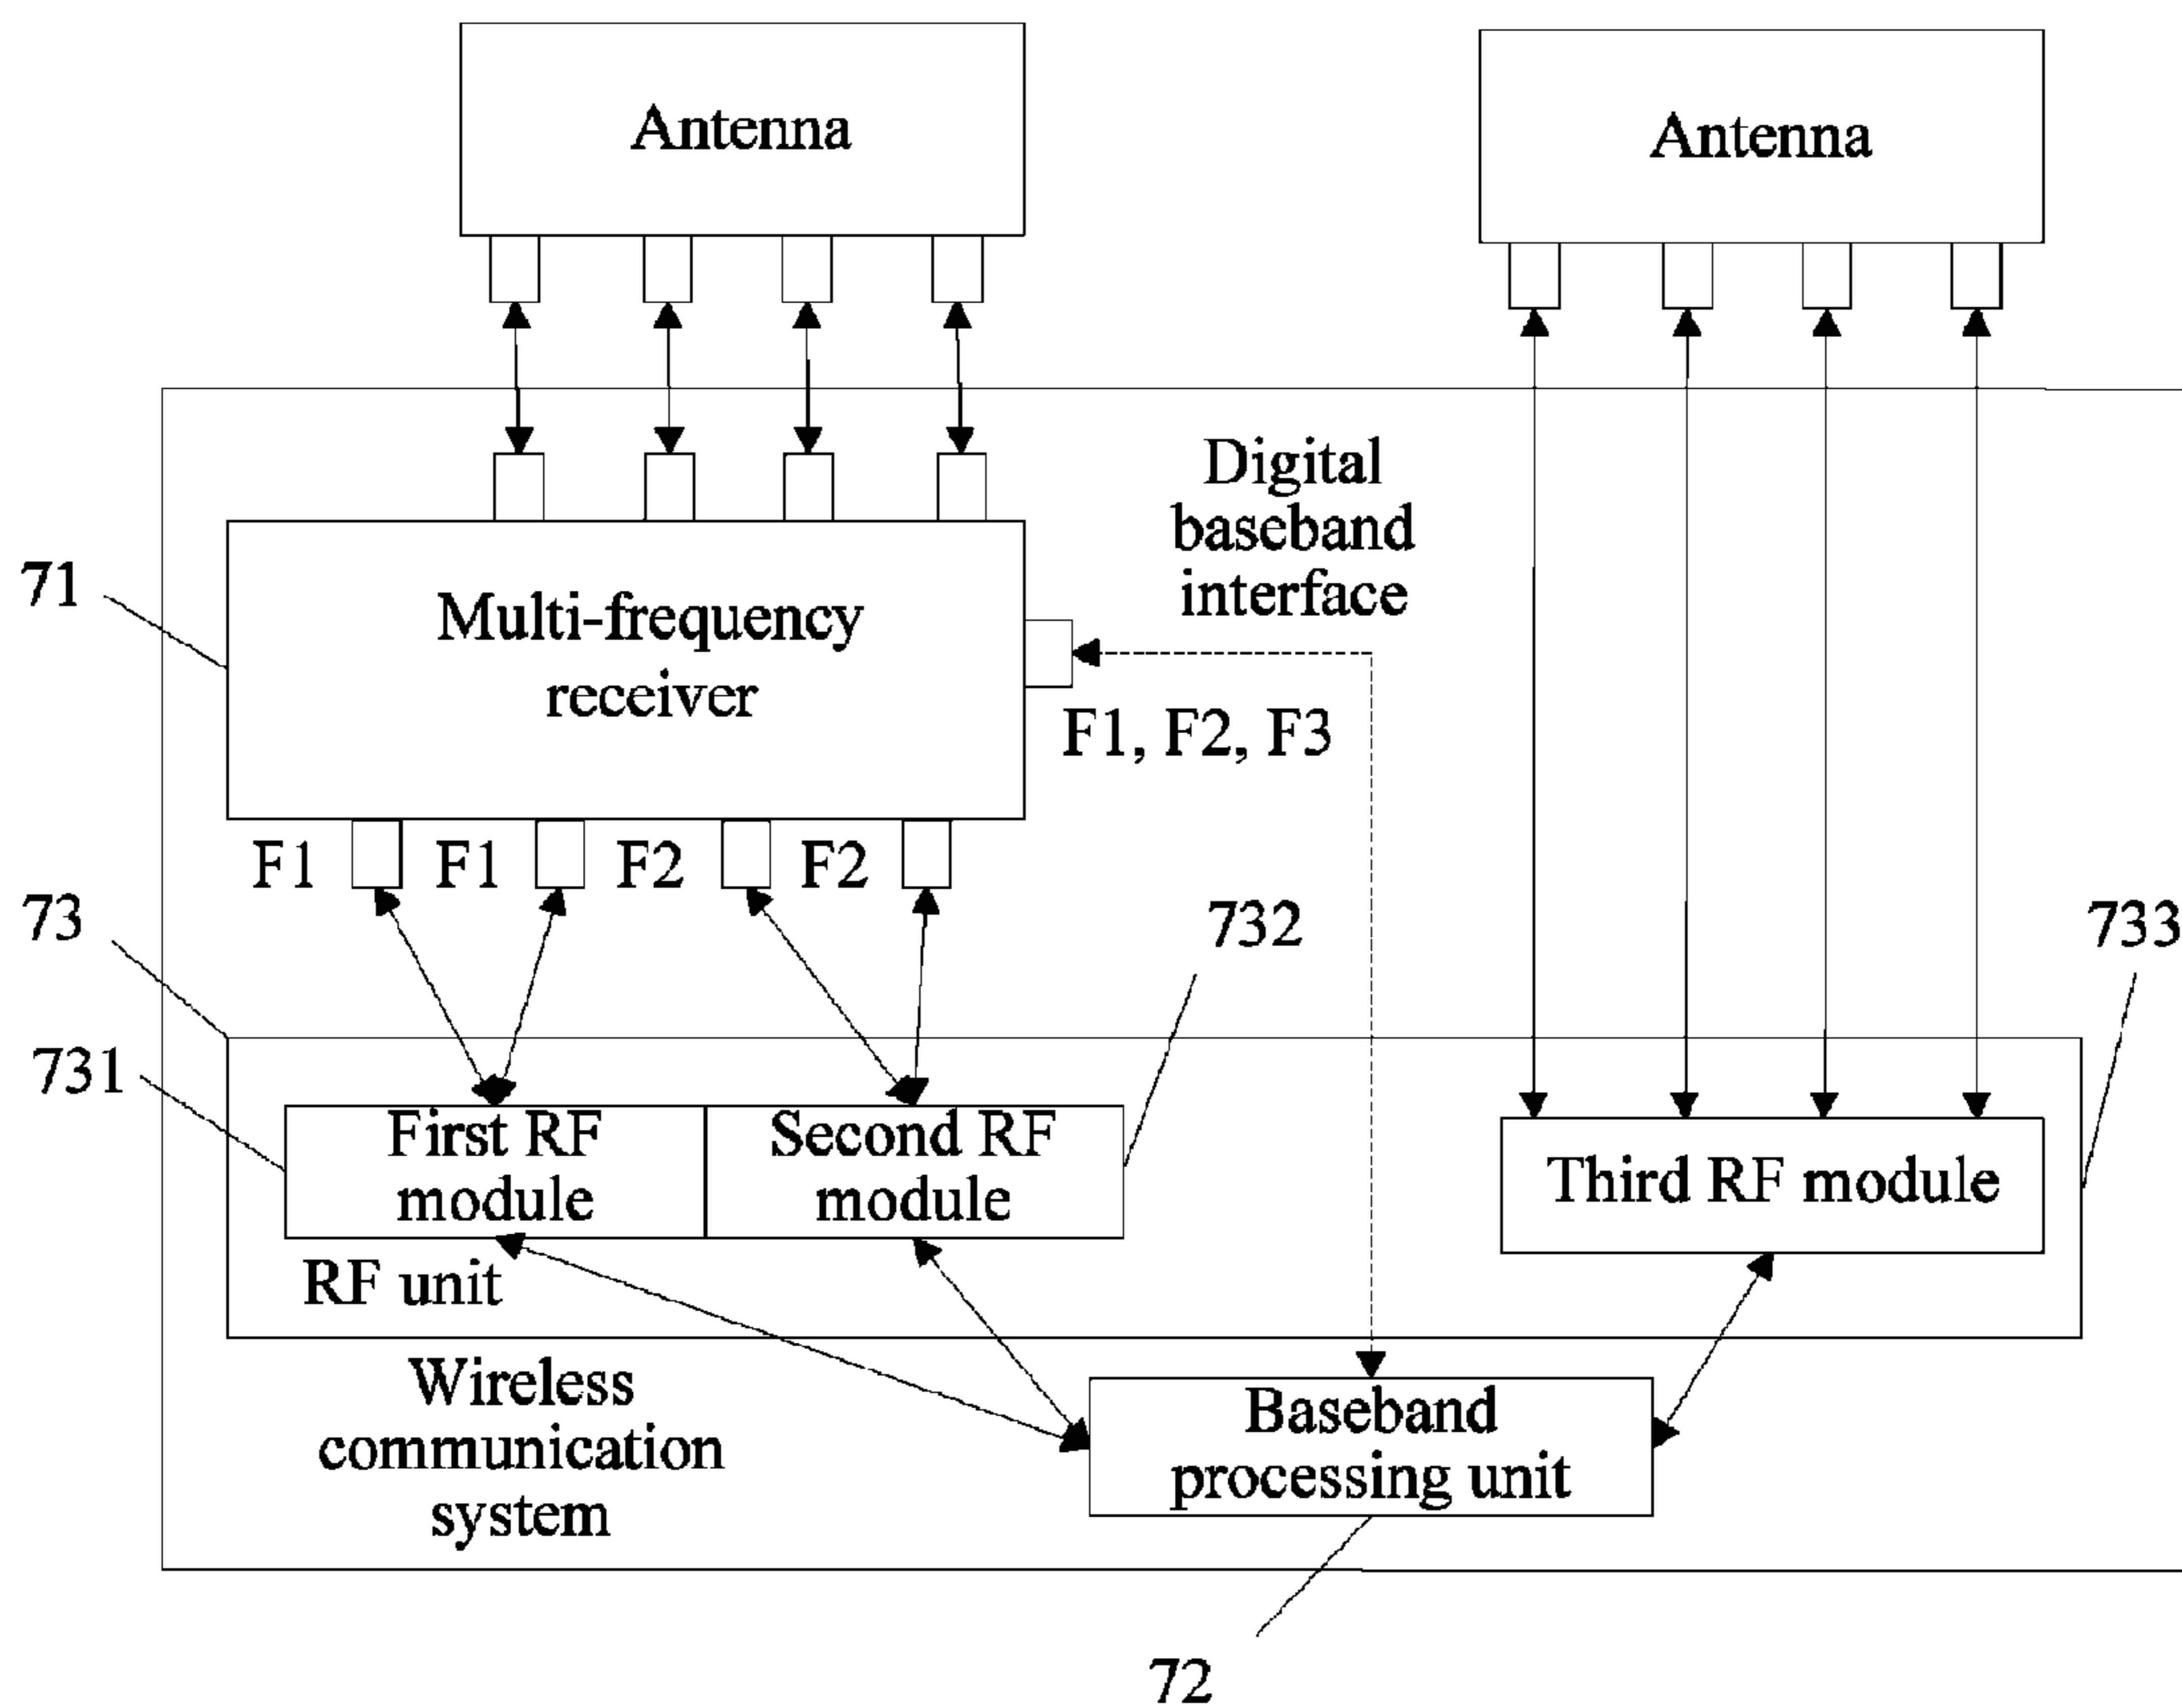 Antenna
Antenna
Digital
baseband
interface
71
Multi-frequency
receiver
F1, F2, F3
F1 F1 F2 F2
73
732
733
731
First RF
module
Second RF
module
Third RF module
RF unit
Wireless
communication
system
Baseband
processing unit
72